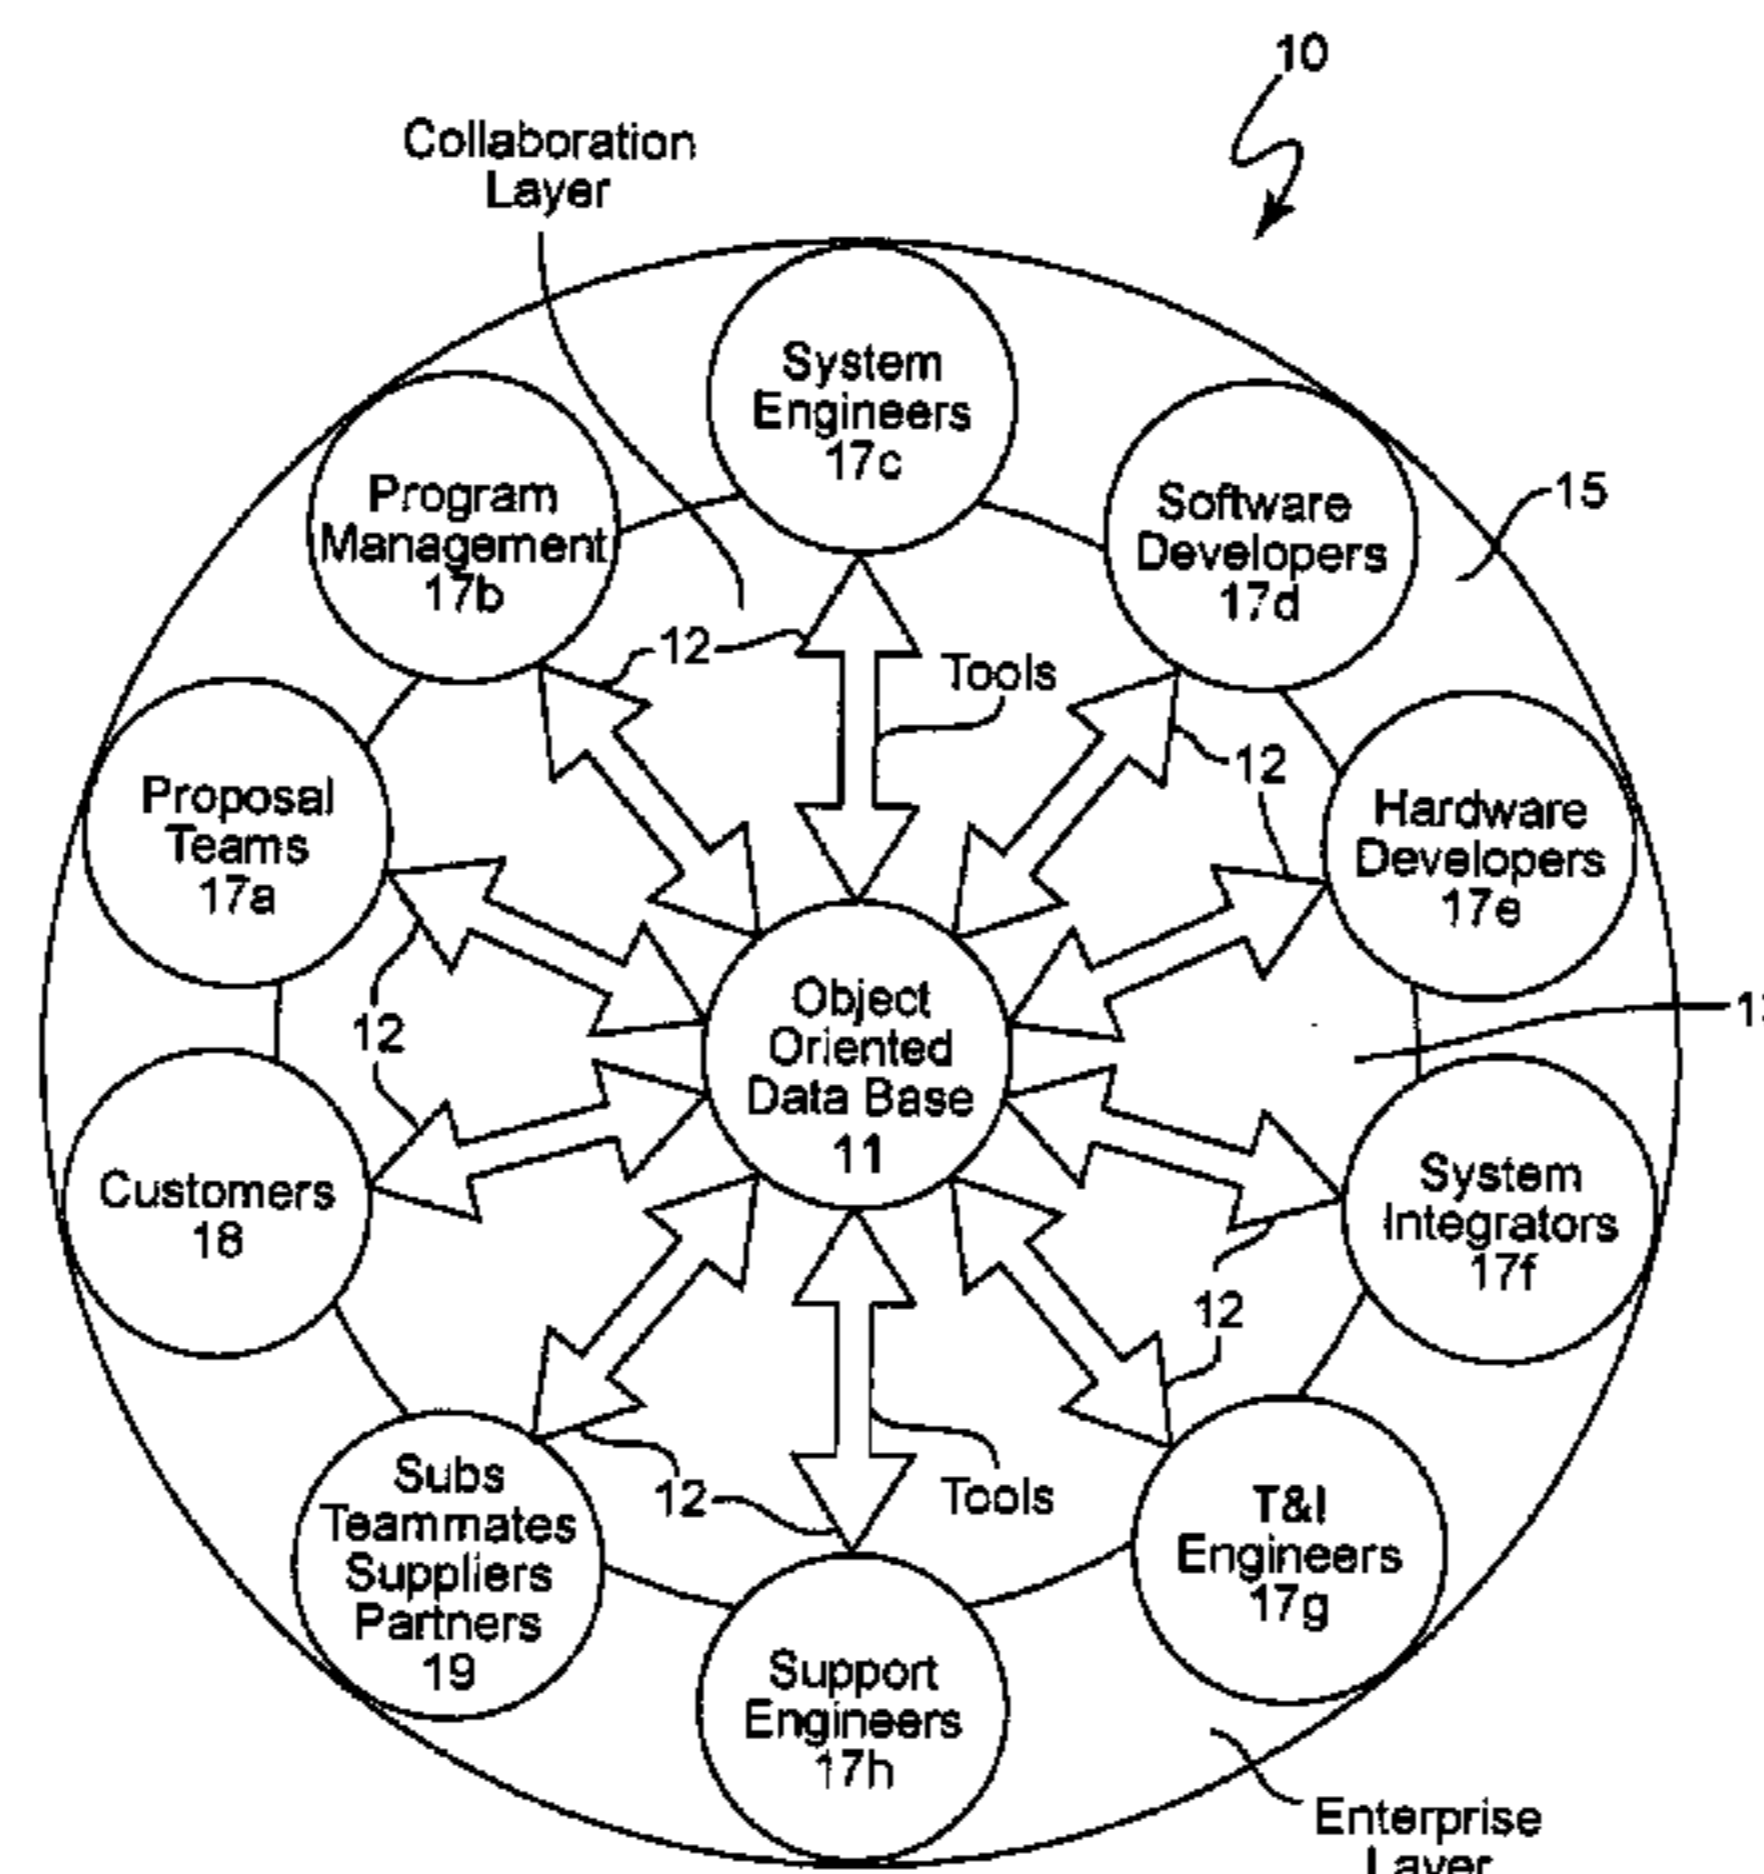 10
Collaboration
Layer
System
Engineers
17c
Program
Management
17b
Software
Developers
17d
15
12
Tools
12
Proposal
Teams
17a
Hardware
Developers
17e
12
Object
Oriented
Data Base
11
Customers
18
System
Integrators
17f
12
Subs
Teammates
Suppliers
Partners
19
12
Tools
T&I
Engineers
17g
Support
Engineers
17h
Enterprise
Layer